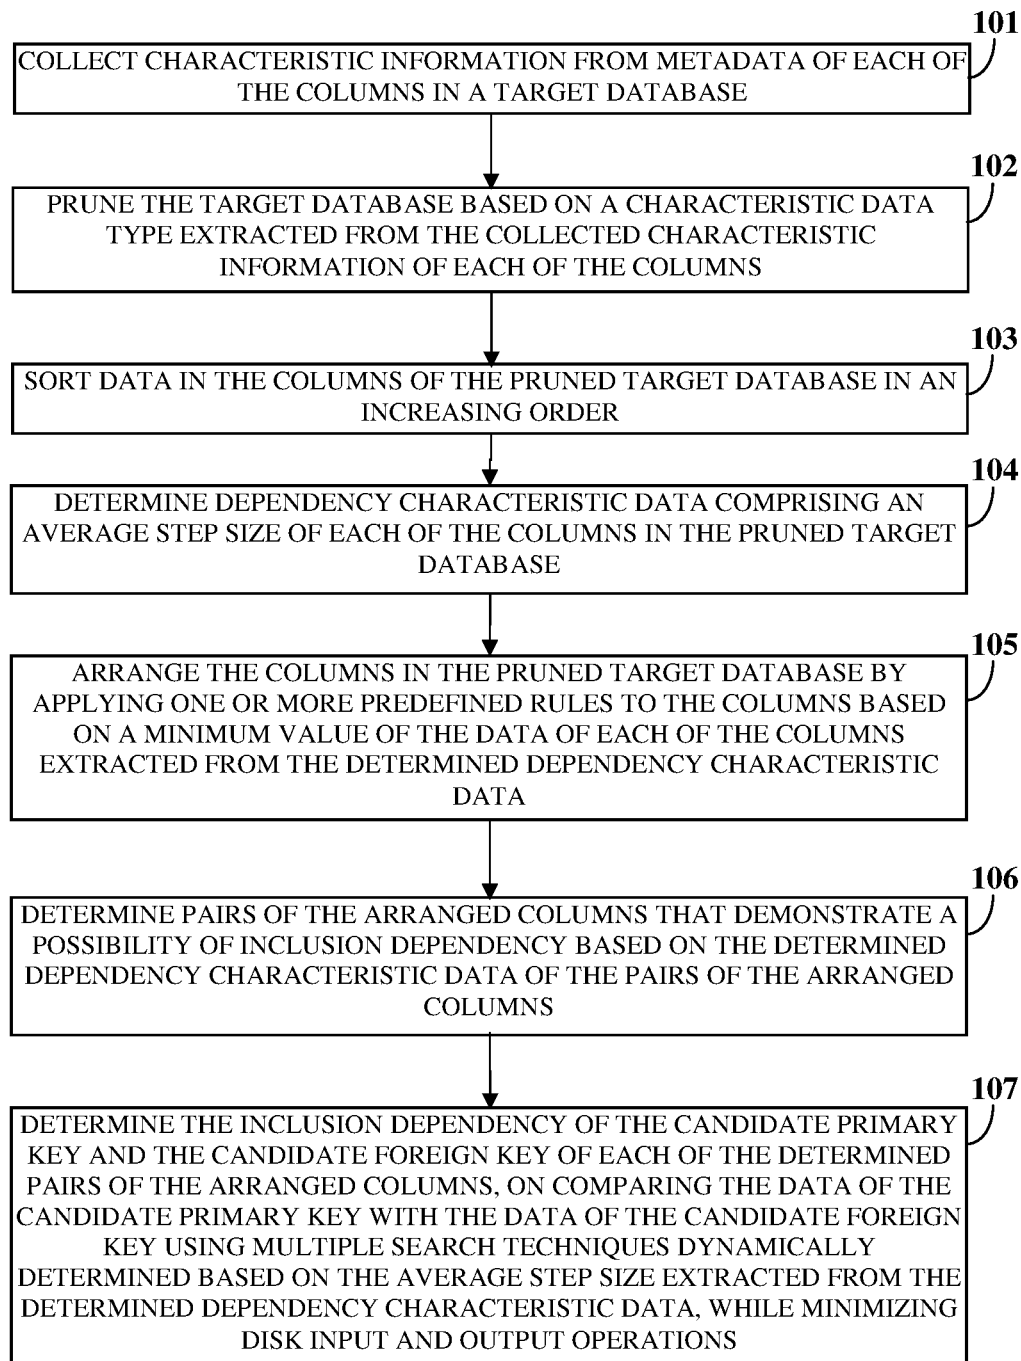 101
COLLECT CHARACTERISTIC INFORMATION FROM METADATA OF EACH OF
THE COLUMNS IN A TARGET DATABASE
102
PRUNE THE TARGET DATABASE BASED ON A CHARACTERISTIC DATA
TYPE EXTRACTED FROM THE COLLECTED CHARACTERISTIC
INFORMATION OF EACH OF THE COLUMNS
103
SORT DATA IN THE COLUMNS OF THE PRUNED TARGET DATABASE IN AN
INCREASING ORDER
104
DETERMINE DEPENDENCY CHARACTERISTIC DATA COMPRISING AN
AVERAGE STEP SIZE OF EACH OF THE COLUMNS IN THE PRUNED TARGET
DATABASE
105
ARRANGE THE COLUMNS IN THE PRUNED TARGET DATABASE BY
APPLYING ONE OR MORE PREDEFINED RULES TO THE COLUMNS BASED
ON A MINIMUM VALUE OF THE DATA OF EACH OF THE COLUMNS
EXTRACTED FROM THE DETERMINED DEPENDENCY CHARACTERISTIC
DATA
106
DETERMINE PAIRS OF THE ARRANGED COLUMNS THAT DEMONSTRATE A
POSSIBILITY OF INCLUSION DEPENDENCY BASED ON THE DETERMINED
DEPENDENCY CHARACTERISTIC DATA OF THE PAIRS OF THE ARRANGED
COLUMNS
107
DETERMINE THE INCLUSION DEPENDENCY OF THE CANDIDATE PRIMARY
KEY AND THE CANDIDATE FOREIGN KEY OF EACH OF THE DETERMINED
PAIRS OF THE ARRANGED COLUMNS, ON COMPARING THE DATA OF THE
CANDIDATE PRIMARY KEY WITH THE DATA OF THE CANDIDATE FOREIGN
KEY USING MULTIPLE SEARCH TECHNIQUES DYNAMICALLY
DETERMINED BASED ON THE AVERAGE STEP SIZE EXTRACTED FROM THE
DETERMINED DEPENDENCY CHARACTERISTIC DATA, WHILE MINIMIZING
DISK INPUT AND OUTPUT OPERATIONS